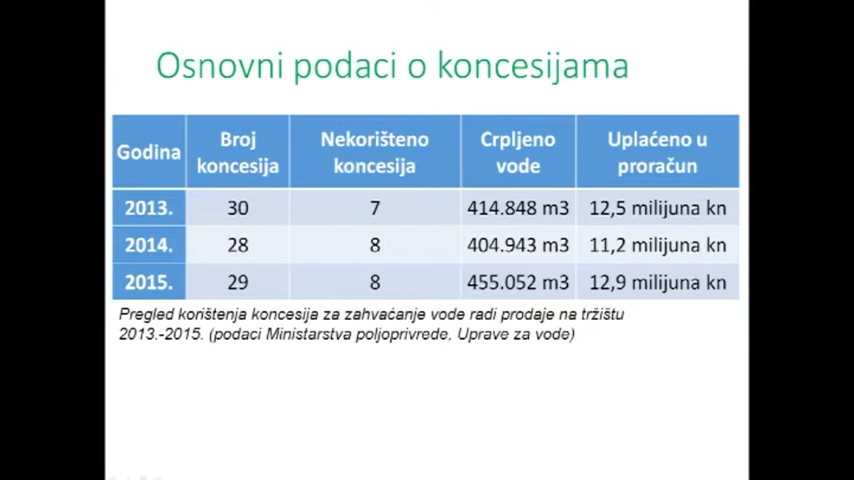 Osnovni podaci o koncesijama
Godina Broj koncesija Nekorišteno koncesija Crpljeno vode Uplaćeno u proračun
2013. 30 7 414.848 m3 12,5 milijuna kn
2014. 28 8 404.943 m3 11,2 milijuna kn
2015. 29 8 455.052 m3 12,9 milijuna kn
Pregled korištenja koncesija za zahvaćanje vode radi prodaje na tržištu
2013.-2015. (podaci Ministarstva poljoprivrede, Uprave za vode)